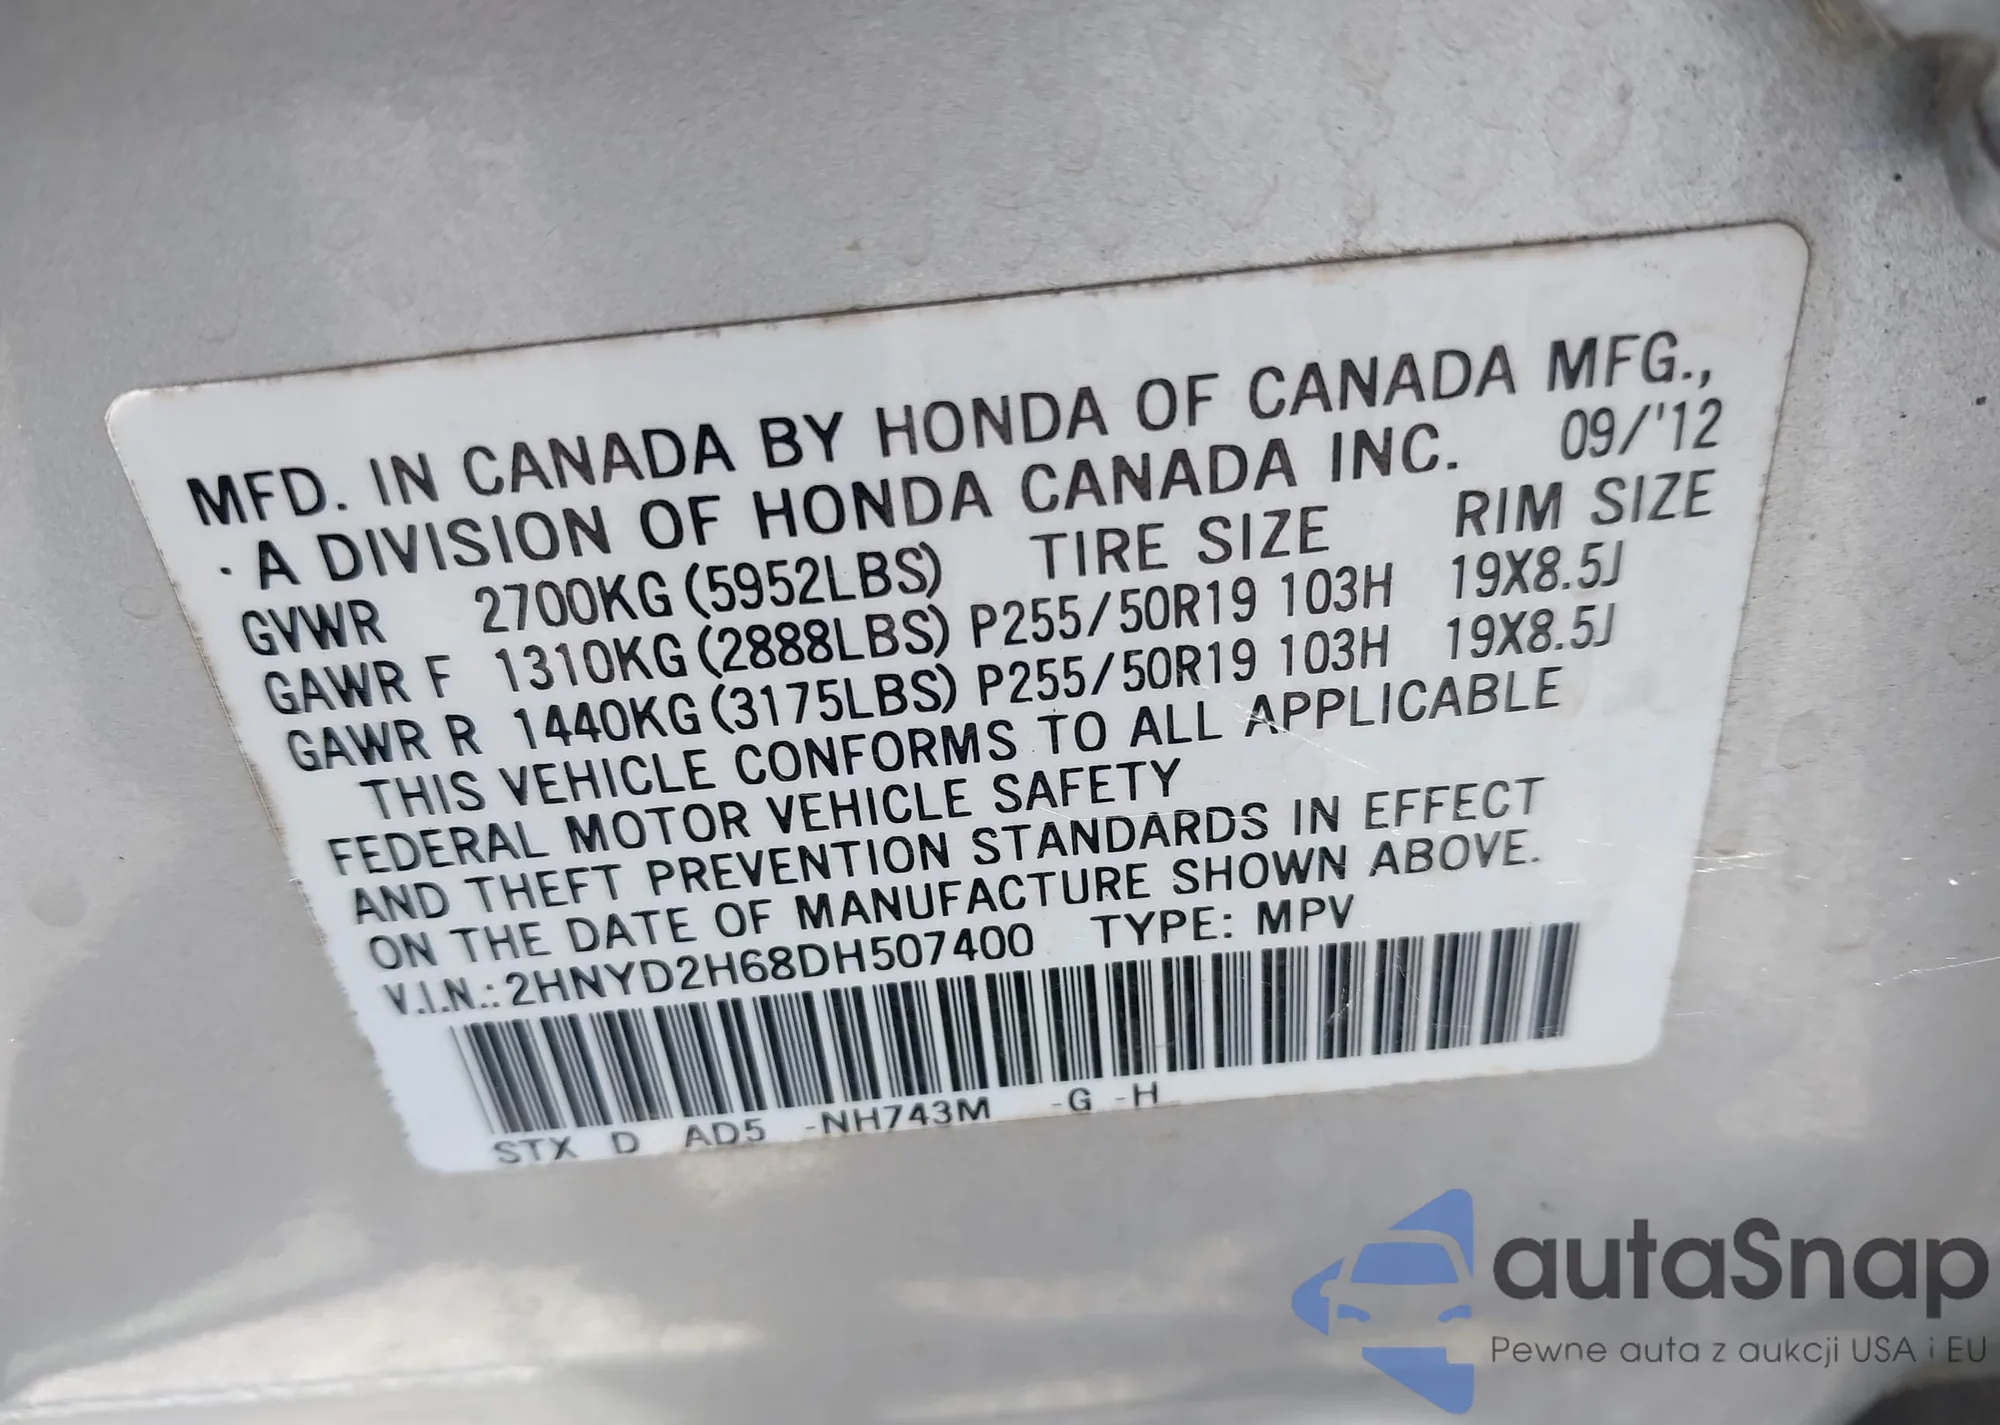 MFD. IN CANADA BY HONDA OF CANADA MFG.,
· A DIVISION OF HONDA CANADA INC. 09/'12
GVWR 2700KG (5952LBS) TIRE SIZE RIM SIZE
GAWR F 1310KG (2888LBS) P255/50R19 103H 19X8.5J
GAWR R 1440KG (3175LBS) P255/50R19 103H 19X8.5J
THIS VEHICLE CONFORMS TO ALL APPLICABLE
FEDERAL MOTOR VEHICLE SAFETY
AND THEFT PREVENTION STANDARDS IN EFFECT
ON THE DATE OF MANUFACTURE SHOWN ABOVE.
V.I.N.: 2HNYD2H68DH507400 TYPE: MPV
STX D AD5 -NH743M -G -H
autaSnap
Pewne auta z aukcji USA i EU